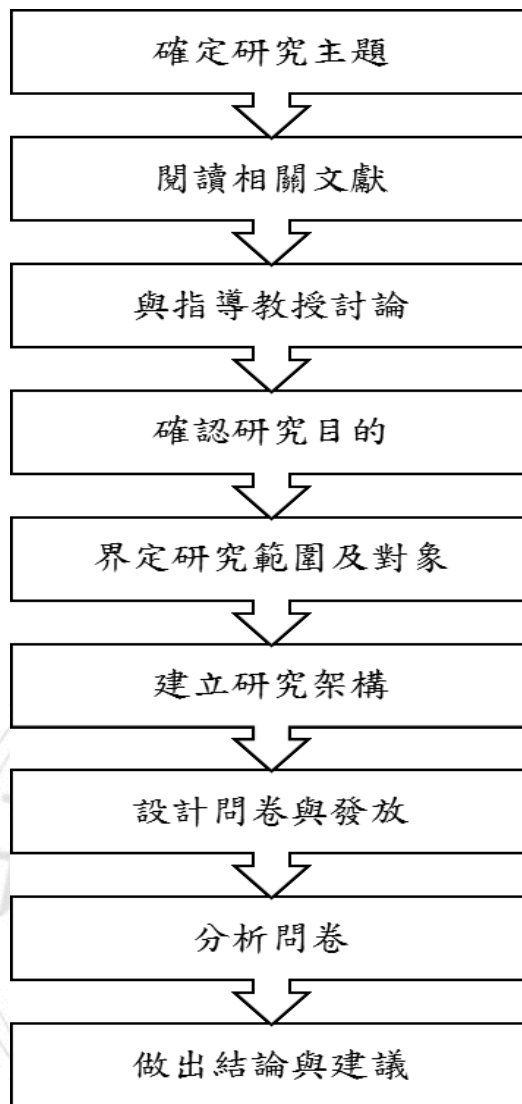 確定研究主題
閱讀相關文獻
與指導教授討論
確認研究目的
界定研究範圍及對象
建立研究架構
設計問卷與發放
分析問卷
做出結論與建議